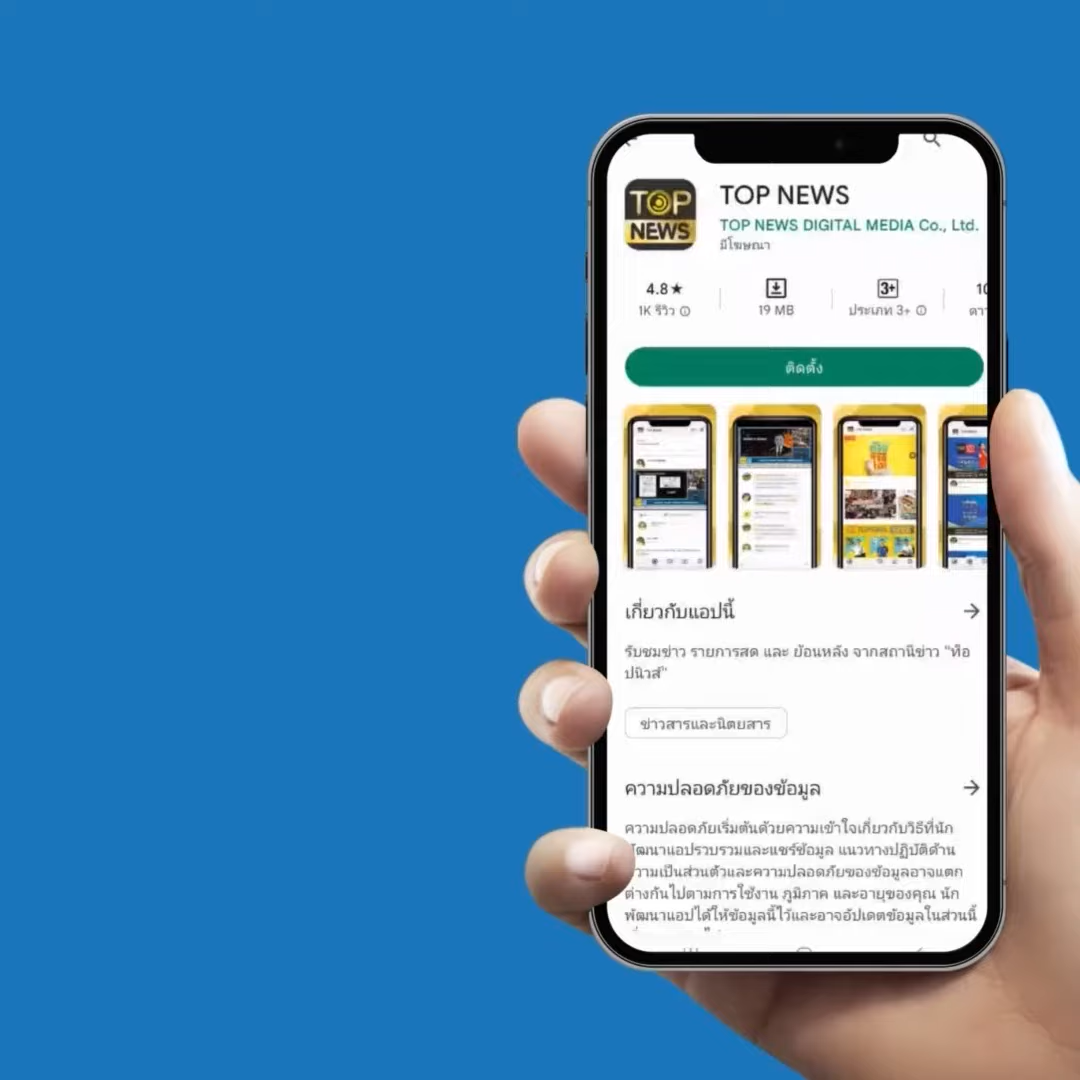 TOP NEWS
TOP NEWS
TOP NEWS DIGITAL MEDIA Co., Ltd.
มีโฆษณา
4.8★
1K รีวิว
19 MB
3+
ประเภท 3+
ติดตั้ง
เกี่ยวกับแอปนี้
รับชมข่าว รายการสด และ ย้อนหลัง จากสถานีข่าว "ท็อ
ปนิวส์"
ข่าวสารและนิตยสาร
ความปลอดภัยของข้อมูล
ความปลอดภัยเริ่มต้นด้วยความเข้าใจเกี่ยวกับวิธีที่นัก
พัฒนาแอปรวบรวมและแชร์ข้อมูล แนวทางปฏิบัติด้าน
ความเป็นส่วนตัวและความปลอดภัยของข้อมูลอาจแตก
ต่างกันไปตามการใช้งาน ภูมิภาค และอายุของคุณ นัก
พัฒนาแอปได้ให้ข้อมูลนี้ไว้และอาจอัปเดตข้อมูลในส่วนนี้